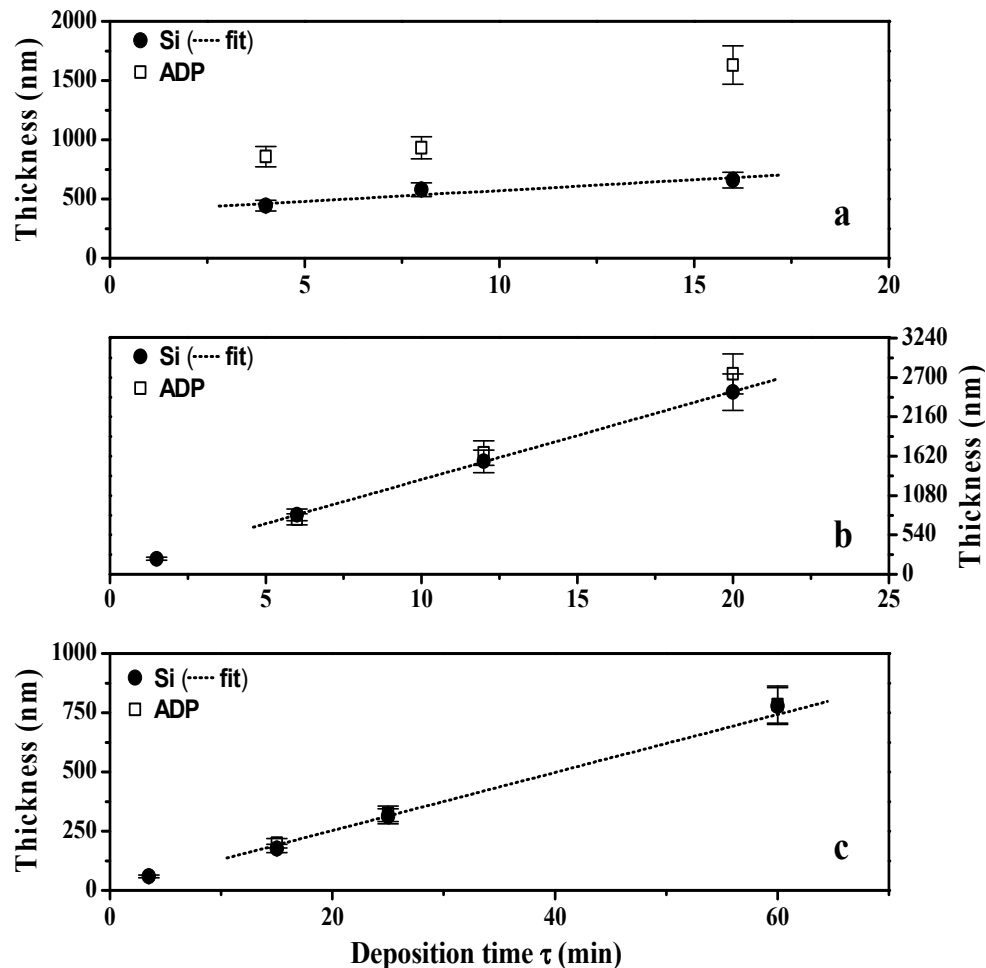 2000
1500
1000
500
0
Thickness (nm)
Si (---- fit)
ADP
a
0 5 10 15 20
Si (---- fit)
ADP
b
3240
2700
2160
1620
1080
540
0
Thickness (nm)
0 5 10 15 20 25
1000
750
500
250
0
Thickness (nm)
Si (---- fit)
ADP
c
0 20 40 60
Deposition time τ (min)